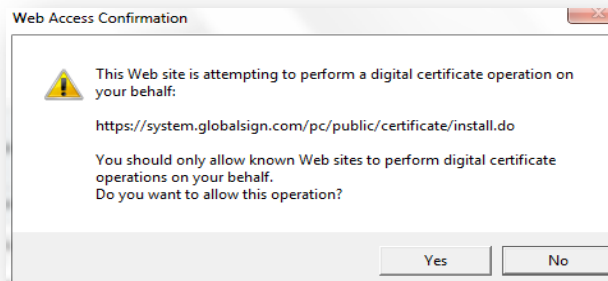 Web Access Confirmation
This Web site is attempting to perform a digital certificate operation on
your behalf:
https://system.globalsign.com/pc/public/certificate/install.do
You should only allow known Web sites to perform digital certificate
operations on your behalf.
Do you want to allow this operation?
Yes No